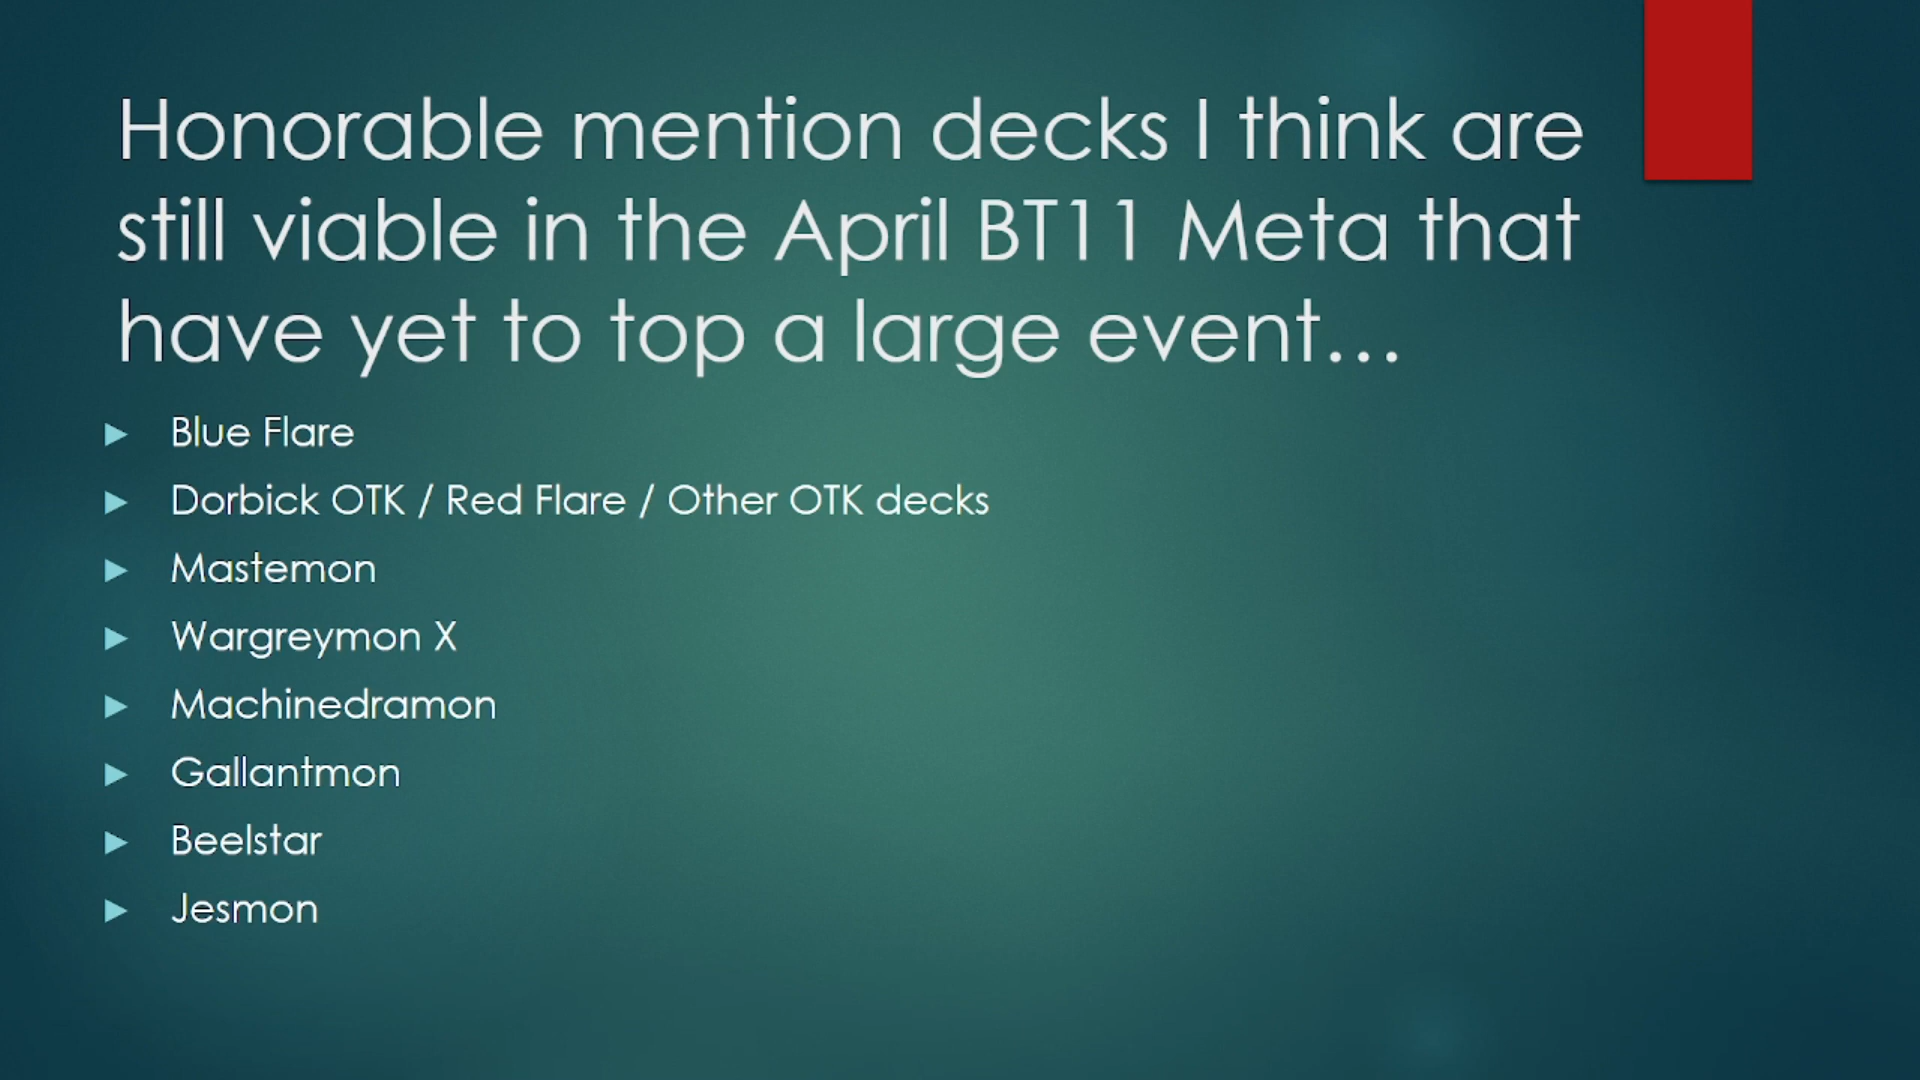 Honorable mention decks I think are
still viable in the April BT11 Meta that
have yet to top a large event...
Blue Flare
Dorbick OTK / Red Flare / Other OTK decks
Mastemon
Wargreymon X
Machinedramon
Gallantmon
Beelstar
Jesmon